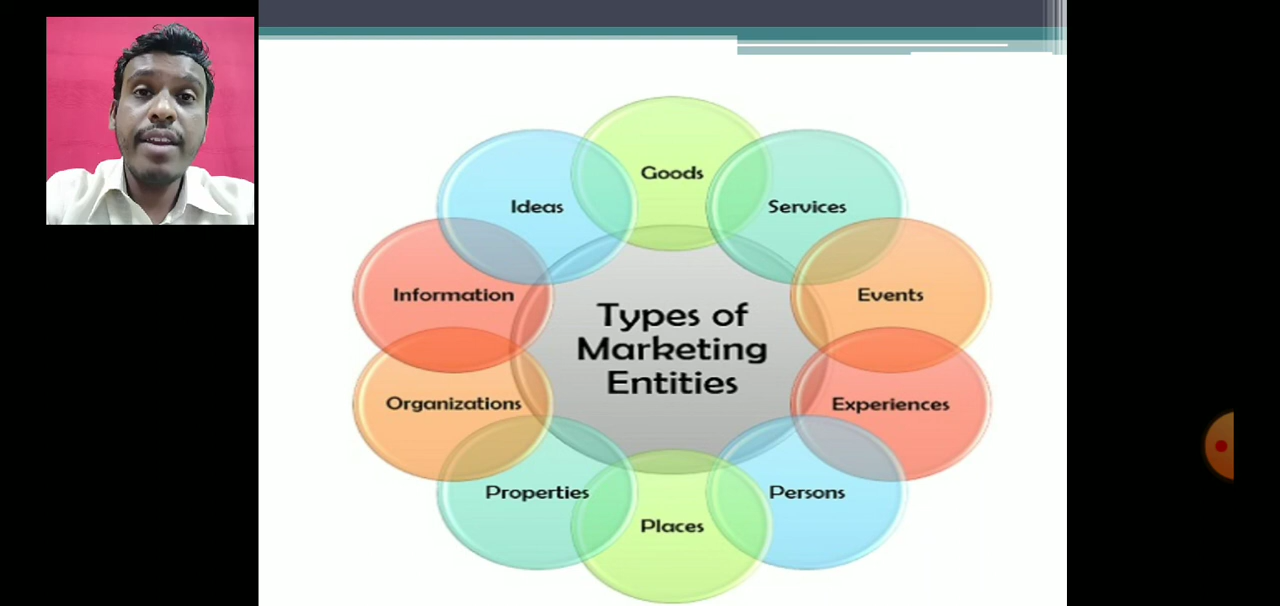 Goods
Services
Events
Experiences
Persons
Places
Properties
Organizations
Information
Ideas
Types of
Marketing
Entities